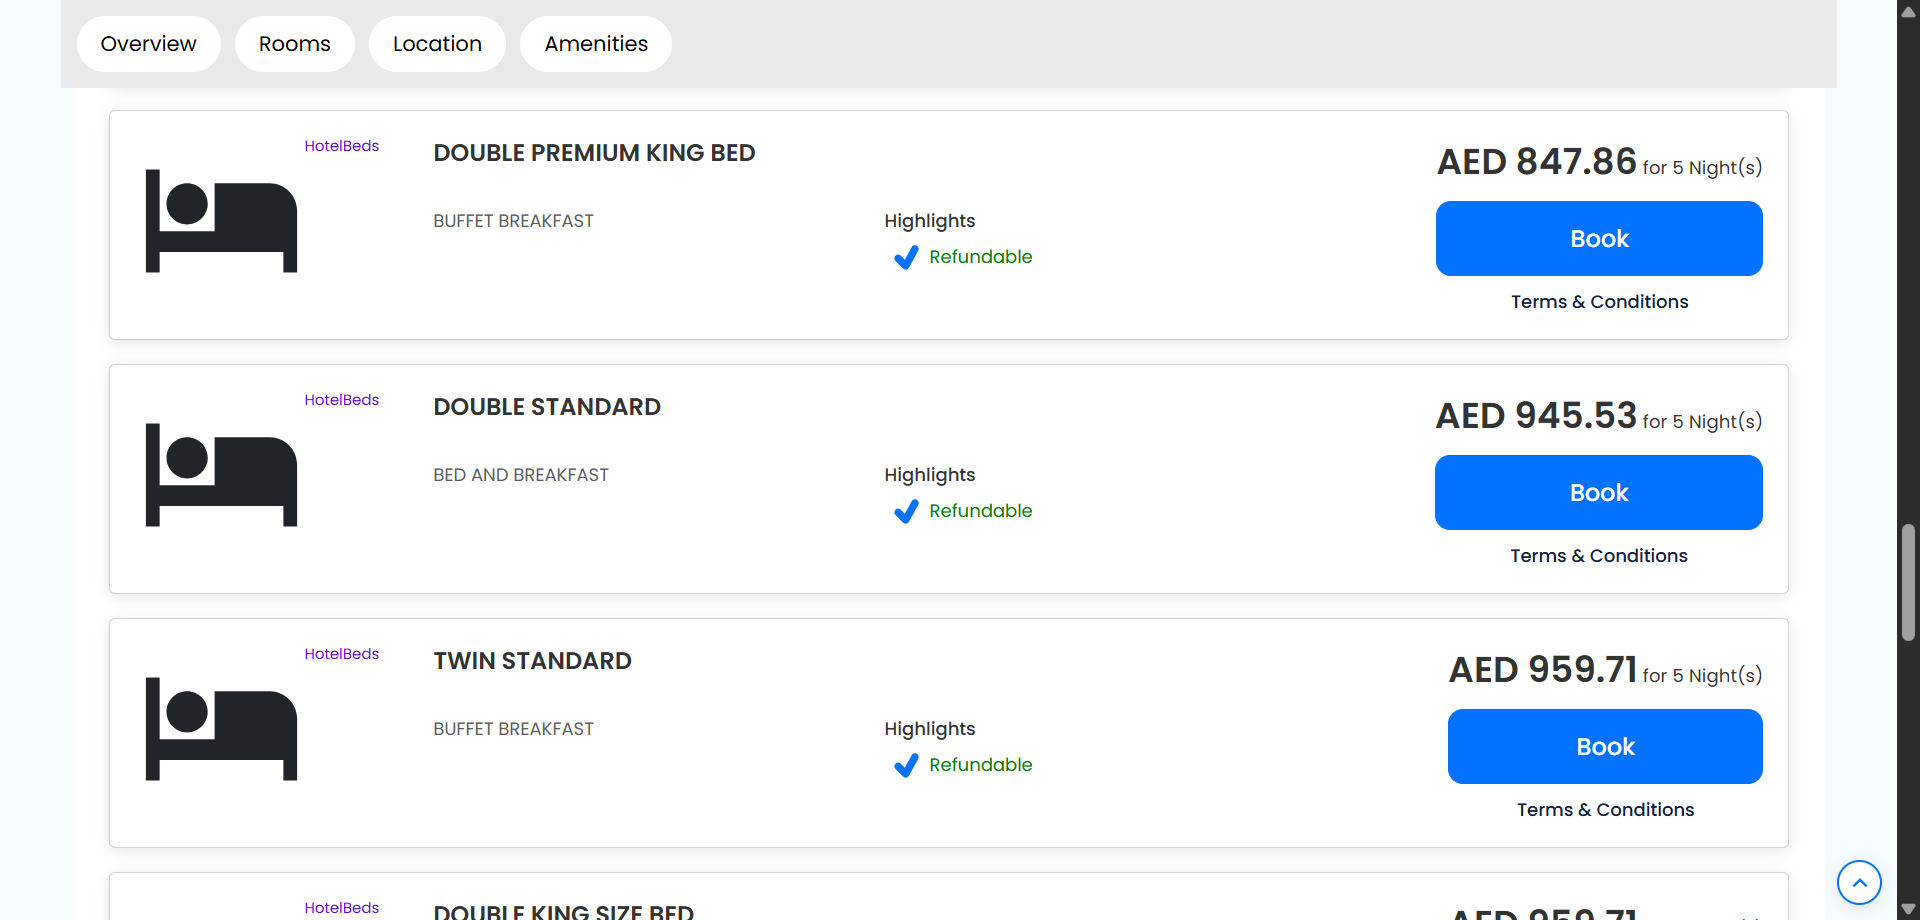 Overview Rooms Location Amenities
HotelBeds
DOUBLE PREMIUM KING BED
AED 847.86 for 5 Night(s)
BUFFET BREAKFAST
Highlights
Refundable
Book
Terms & Conditions
HotelBeds
DOUBLE STANDARD
AED 945.53 for 5 Night(s)
BED AND BREAKFAST
Highlights
Refundable
Book
Terms & Conditions
HotelBeds
TWIN STANDARD
AED 959.71 for 5 Night(s)
BUFFET BREAKFAST
Highlights
Refundable
Book
Terms & Conditions
HotelBeds
DOUBLE KING SIZE BED
AED 959.71